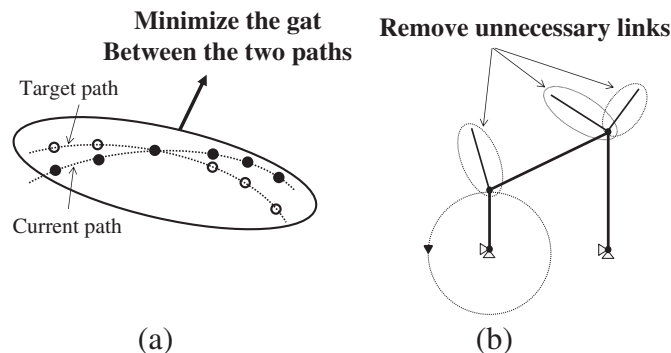 Minimize the gat
Between the two paths
Target path
Current path
(a)
Remove unnecessary links
(b)